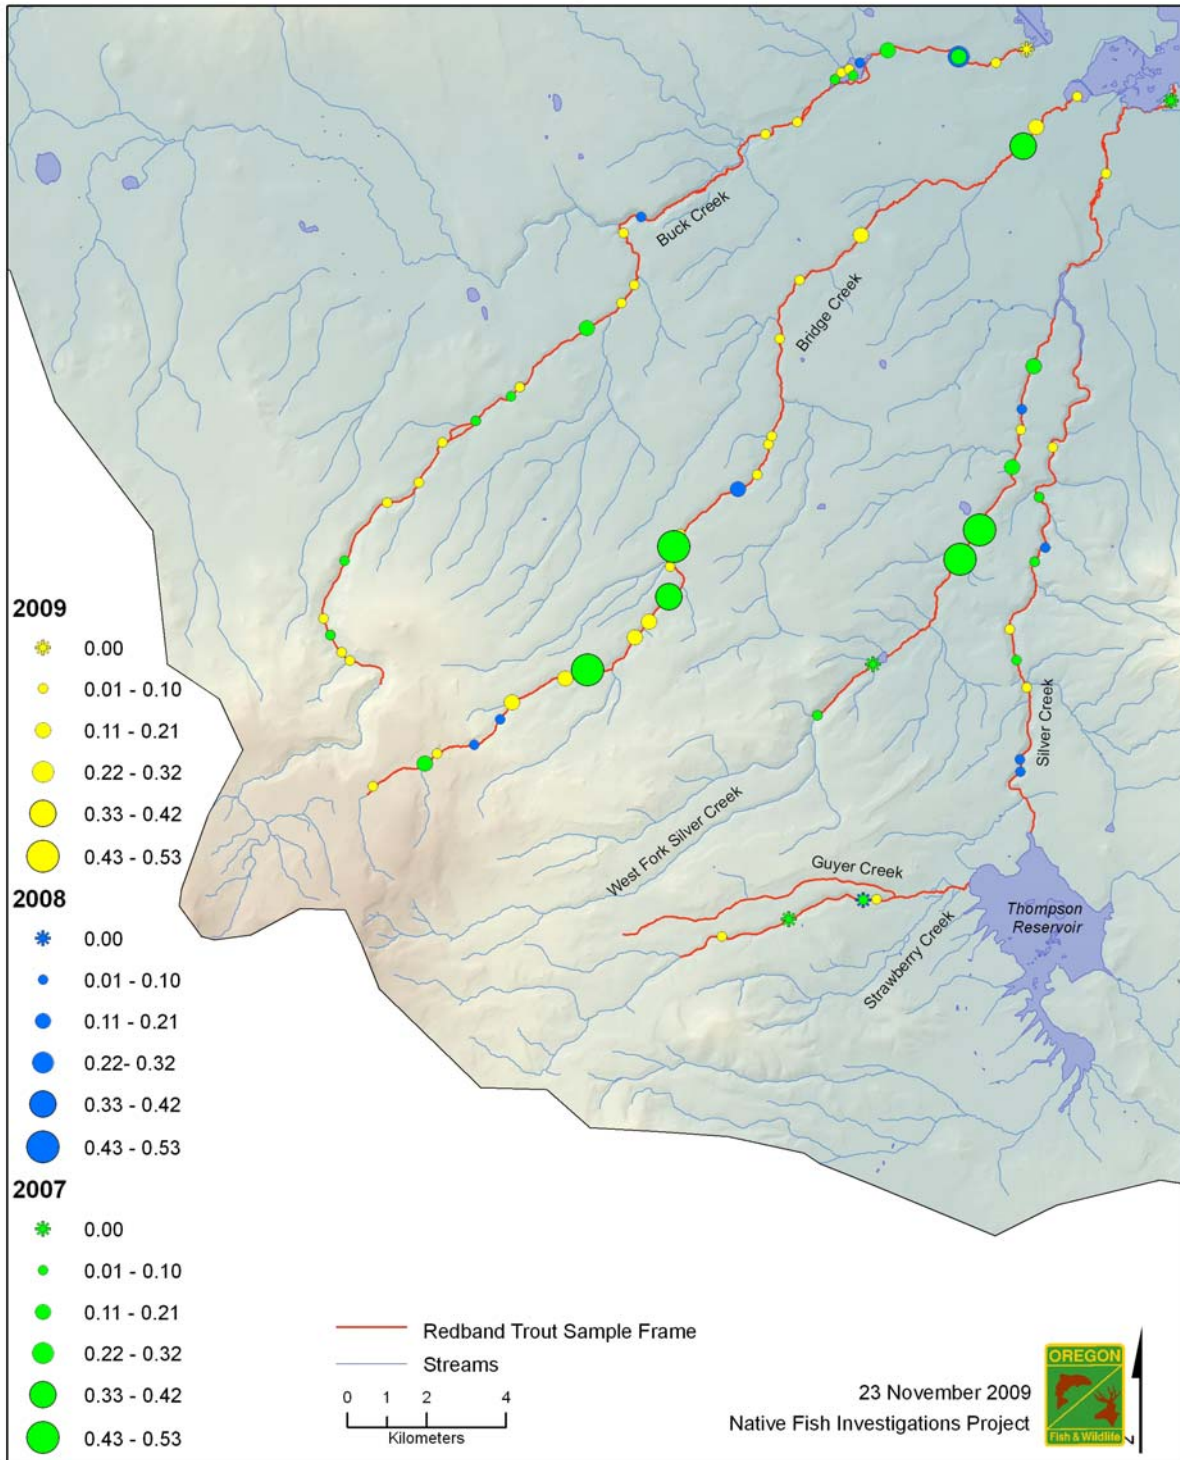 Buck Creek
Bridge Creek
Silver Creek
West Fork Silver Creek
Guyer Creek
Strawberry Creek
Thompson
Reservoir
2009
0.00
0.01 - 0.10
0.11 - 0.21
0.22 - 0.32
0.33 - 0.42
0.43 - 0.53
2008
0.00
0.01 - 0.10
0.11 - 0.21
0.22- 0.32
0.33 - 0.42
0.43 - 0.53
2007
0.00
0.01 - 0.10
0.11 - 0.21
0.22 - 0.32
0.33 - 0.42
0.43 - 0.53
Redband Trout Sample Frame
Streams
0 1 2 4
Kilometers
23 November 2009
Native Fish Investigations Project
OREGON
Fish & Wildlife
N